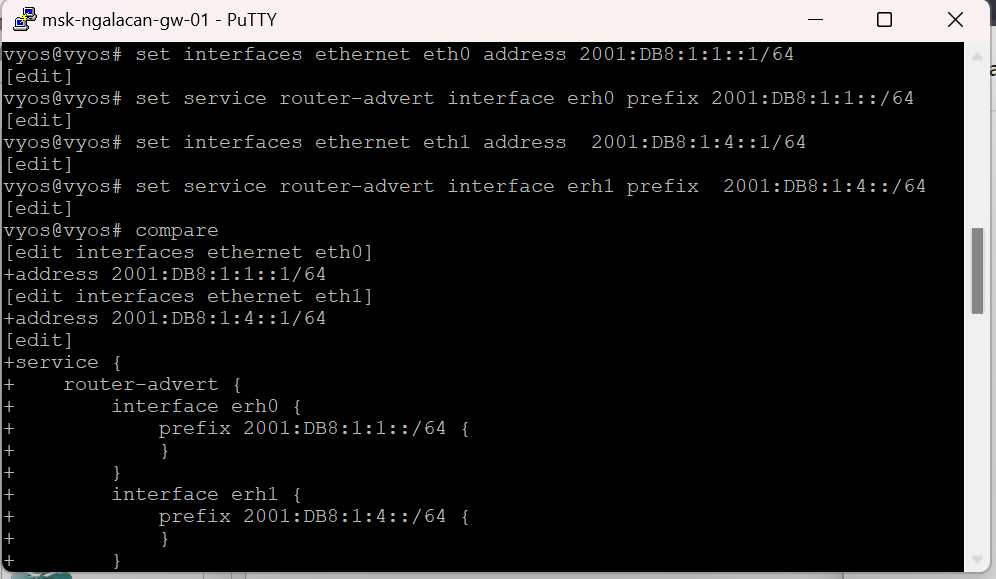 msk-ngalacan-gw-01 - PuTTY
vyos@vyos# set interfaces ethernet eth0 address 2001:DB8:1:1::1/64
[edit]
vyos@vyos# set service router-advert interface erh0 prefix 2001:DB8:1:1::/64
[edit]
vyos@vyos# set interfaces ethernet eth1 address  2001:DB8:1:4::1/64
[edit]
vyos@vyos# set service router-advert interface erh1 prefix  2001:DB8:1:4::/64
[edit]
vyos@vyos# compare
[edit interfaces ethernet eth0]
+address 2001:DB8:1:1::1/64
[edit interfaces ethernet eth1]
+address 2001:DB8:1:4::1/64
[edit]
+service {
+    router-advert {
+        interface erh0 {
+            prefix 2001:DB8:1:1::/64 {
+            }
+        }
+        interface erh1 {
+            prefix 2001:DB8:1:4::/64 {
+            }
+        }